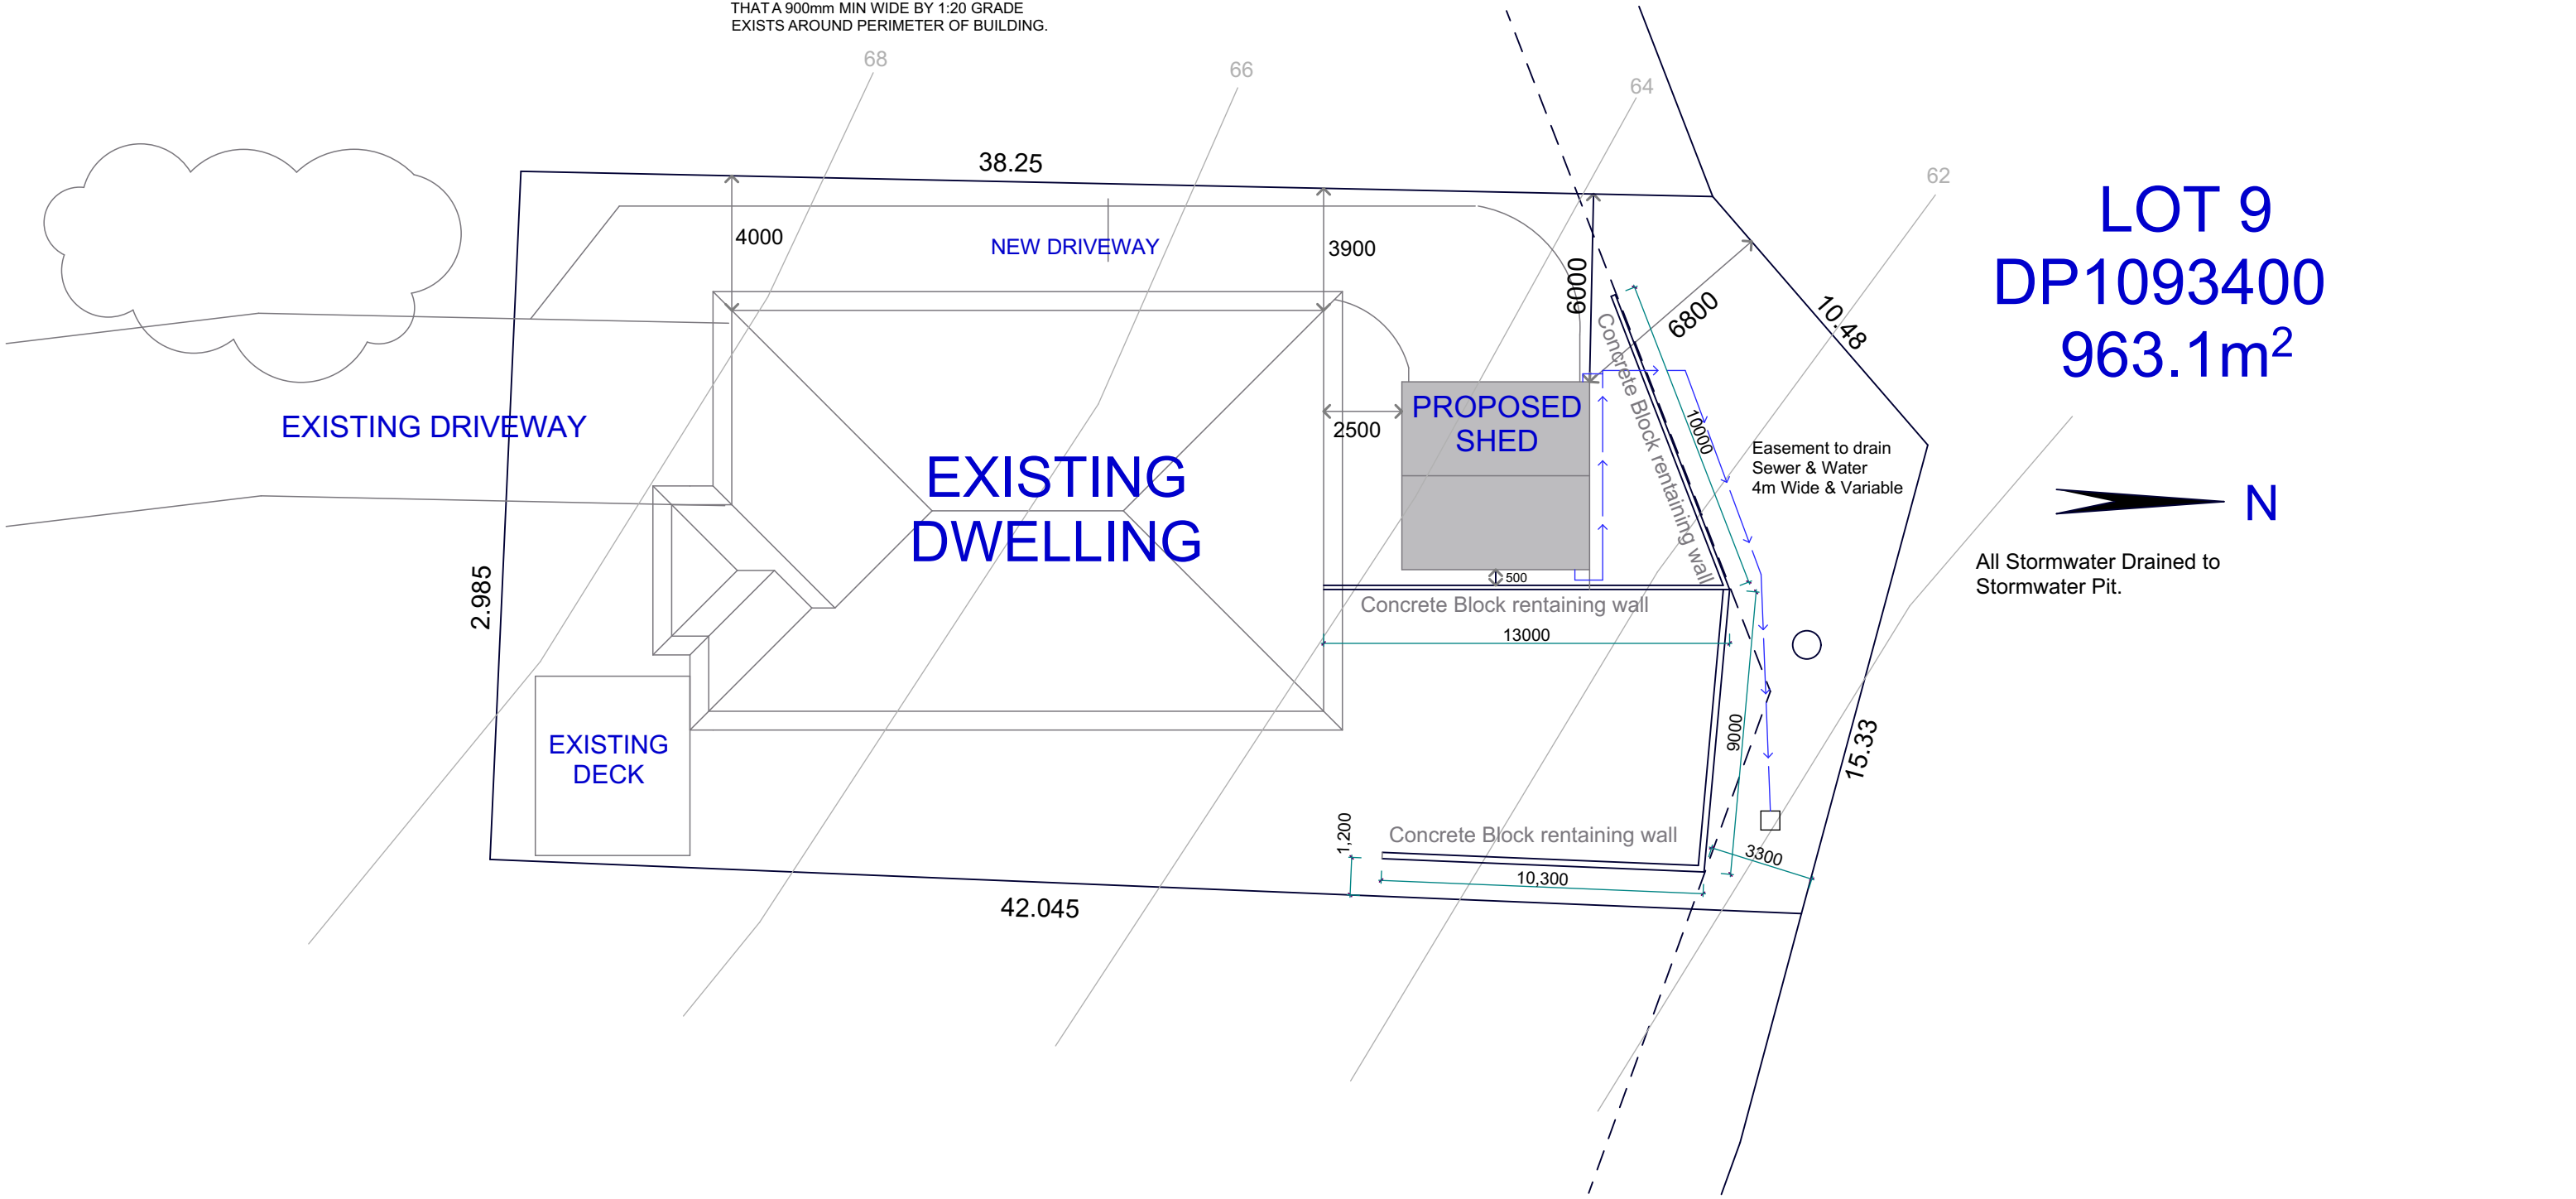 THAT A 900mm MIN WIDE BY 1:20 GRADE
EXISTS AROUND PERIMETER OF BUILDING.
68
66
64
62
38.25
LOT 9
DP1093400
963.1m²
4000
NEW DRIVEWAY
3900
6000
6800
10.48
EXISTING DRIVEWAY
2500
PROPOSED
SHED
Concrete Block rentaining wall
10000
Easement to drain
Sewer & Water
4m Wide & Variable
EXISTING
DWELLING
N
All Stormwater Drained to
Stormwater Pit.
2.985
500
Concrete Block rentaining wall
13000
EXISTING
DECK
9000
15.33
1,200
Concrete Block rentaining wall
3300
10,300
42.045